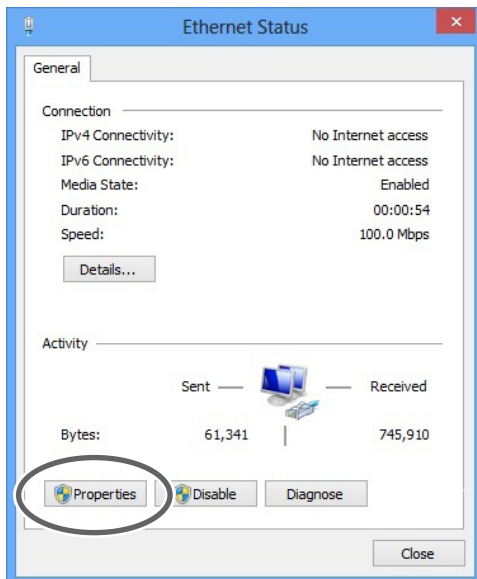 Ethernet Status
General
Connection
IPv4 Connectivity: No Internet access
IPv6 Connectivity: No Internet access
Media State: Enabled
Duration: 00:00:54
Speed: 100.0 Mbps
Details...
Activity
Sent Received
Bytes: 61,341 745,910
Properties Disable Diagnose
Close